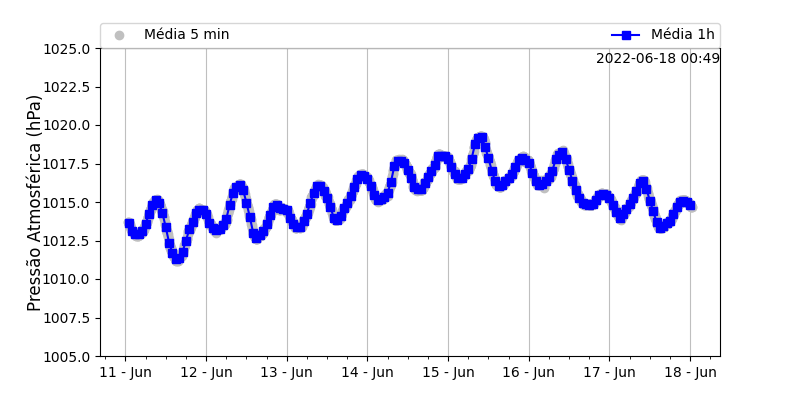 Média 5 min
Média 1h
2022-06-18 00:49
Pressão Atmosférica (hPa)
1025.0
1022.5
1020.0
1017.5
1015.0
1012.5
1010.0
1007.5
1005.0
11 - Jun
12 - Jun
13 - Jun
14 - Jun
15 - Jun
16 - Jun
17 - Jun
18 - Jun